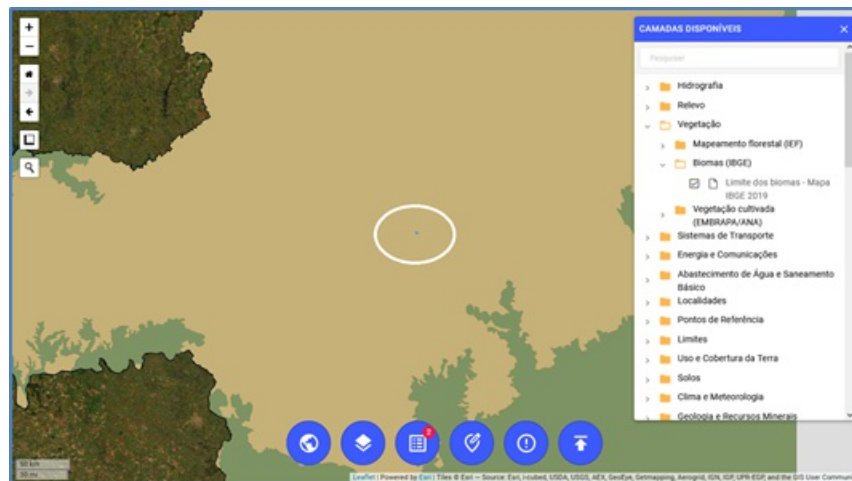 +
−
CAMADAS DISPONÍVEIS
Pesquisar
Hidrografia
Relevo
Vegetação
Mapeamento florestal (IEF)
Biomas (IBGE)
Limite dos biomas - Mapa
IBGE 2019
Vegetação cultivada
(EMBRAPA/ANA)
Sistemas de Transporte
Energia e Comunicações
Abastecimento de Água e Saneamento
Básico
Localidades
Pontos de Referência
Limites
Uso e Cobertura da Terra
Solos
Clima e Meteorologia
Geologia e Recursos Minerais
2
50 km
50 mi
Leaflet | Powered by Esri | Tiles © Esri — Source: Esri, i-cubed, USDA, USGS, AEX, GeoEye, Getmapping, Aerogrid, IGN, IGP, UPR-EGP, and the GIS User Commun